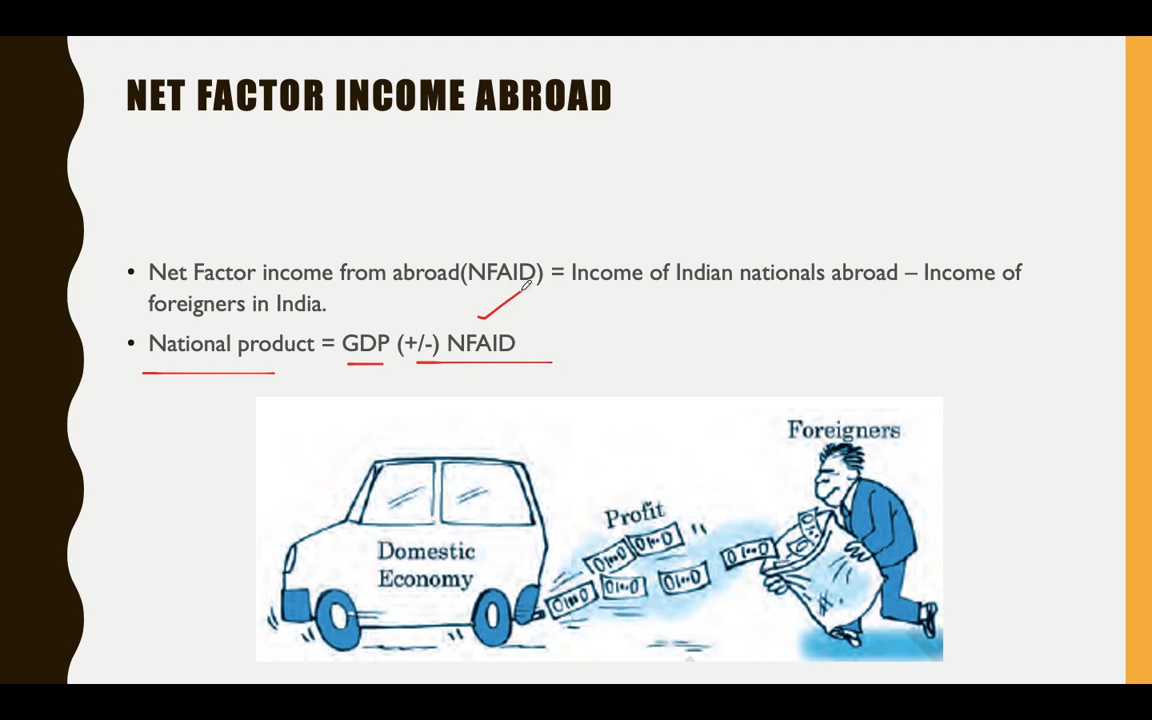 NET FACTOR INCOME ABROAD
• Net Factor income from abroad(NFAID) = Income of Indian nationals abroad – Income of
foreigners in India.
• National product = GDP (+/-) NFAID
Foreigners
Profit
Domestic
Economy